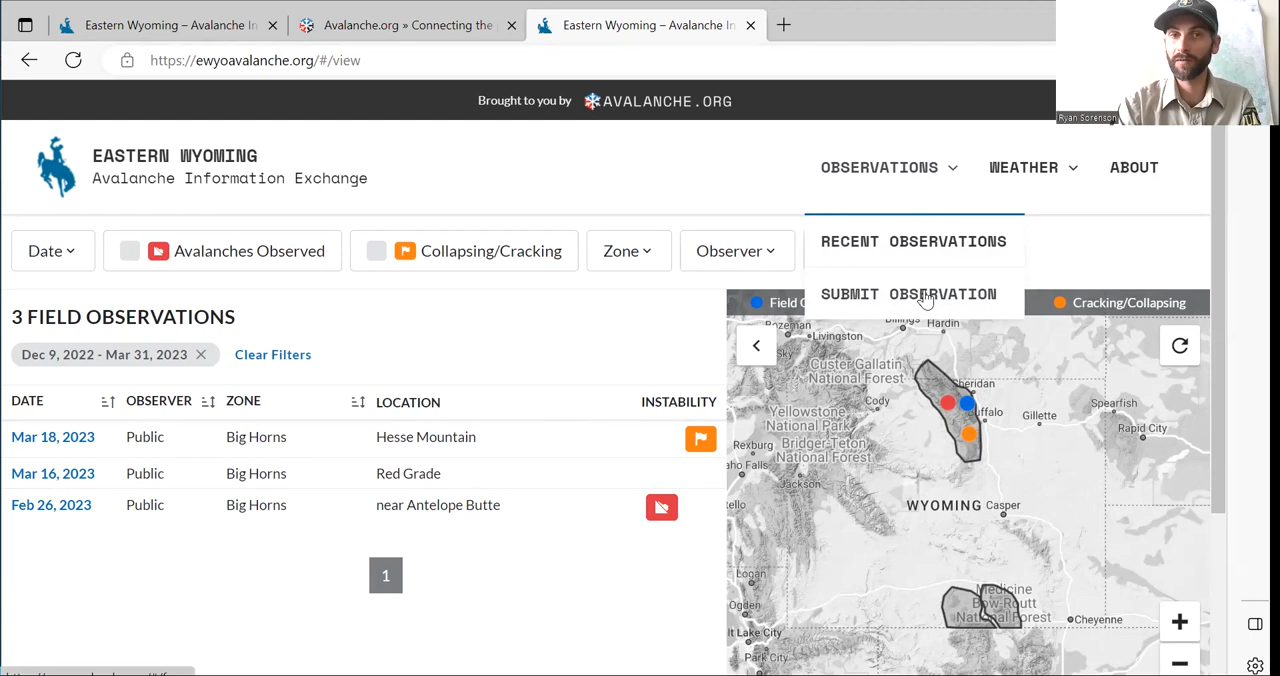 Eastern Wyoming – Avalanche In
Avalanche.org » Connecting the
Eastern Wyoming – Avalanche In
https://ewyoavalanche.org/#/view
Ryan Sorenson
Brought to you by AVALANCHE.ORG
EASTERN WYOMING
Avalanche Information Exchange
OBSERVATIONS
WEATHER
ABOUT
RECENT OBSERVATIONS
SUBMIT OBSERVATION
Date
Avalanches Observed
Collapsing/Cracking
Zone
Observer
3 FIELD OBSERVATIONS
Dec 9, 2022 - Mar 31, 2023
Clear Filters
DATE OBSERVER ZONE LOCATION INSTABILITY
Mar 18, 2023 Public Big Horns Hesse Mountain
Mar 16, 2023 Public Big Horns Red Grade
Feb 26, 2023 Public Big Horns near Antelope Butte
1
Field
Cracking/Collapsing
Bozeman
Livingston
Billings
Hardin
Custer Gallatin
National Forest
Sheridan
Cody
Buffalo
Gillette
Spearfish
Rapid City
Yellowstone
National Park
Rexburg
Bridger-Teton
National Forest
Jackson
WYOMING
Casper
Logan
Ogden
Medicine
Bow-Routt
National Forest
Cheyenne
lt Lake City
Park City